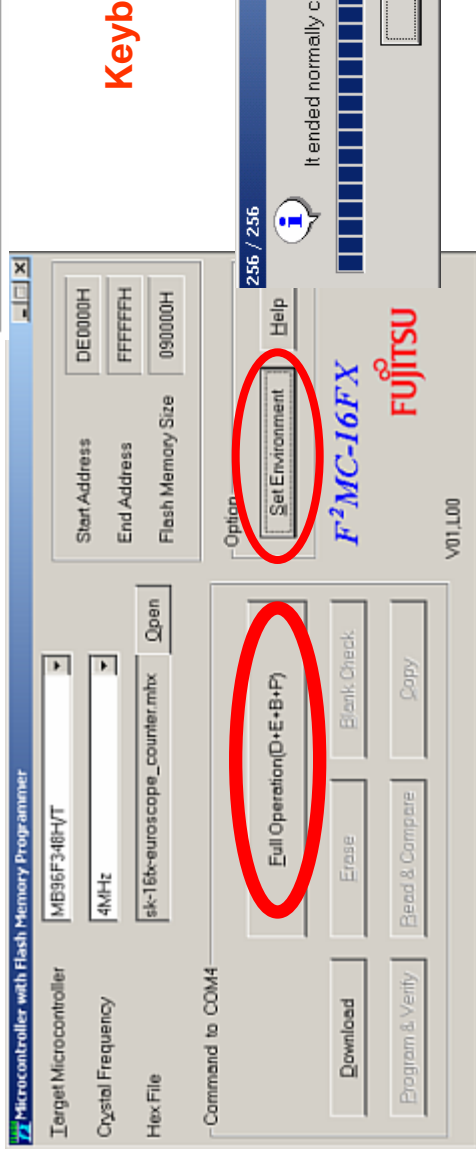 Microcontroller with Flash Memory Programmer
Target Microcontroller
MB96F348H/T
Crystal Frequency
4MHz
Hex File
sk-16fx-euroscope_counter.mhx
Open
Start Address
DE0000H
End Address
FFFFFFH
Flash Memory Size
090000H
Command to COM4
Full Operation(D+E+B+P)
Download
Erase
Blank Check
Program & Verify
Read & Compare
Copy
Option
Set Environment
Help
F²MC-16FX
FUJITSU
V01,L00
Keyb
256 / 256
It ended normally c